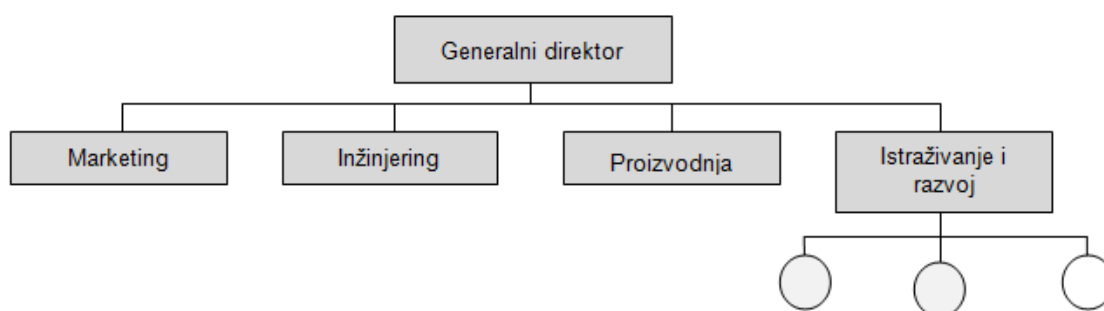 Generalni direktor
Marketing
Inžinjering
Proizvodnja
Istraživanje i
razvoj